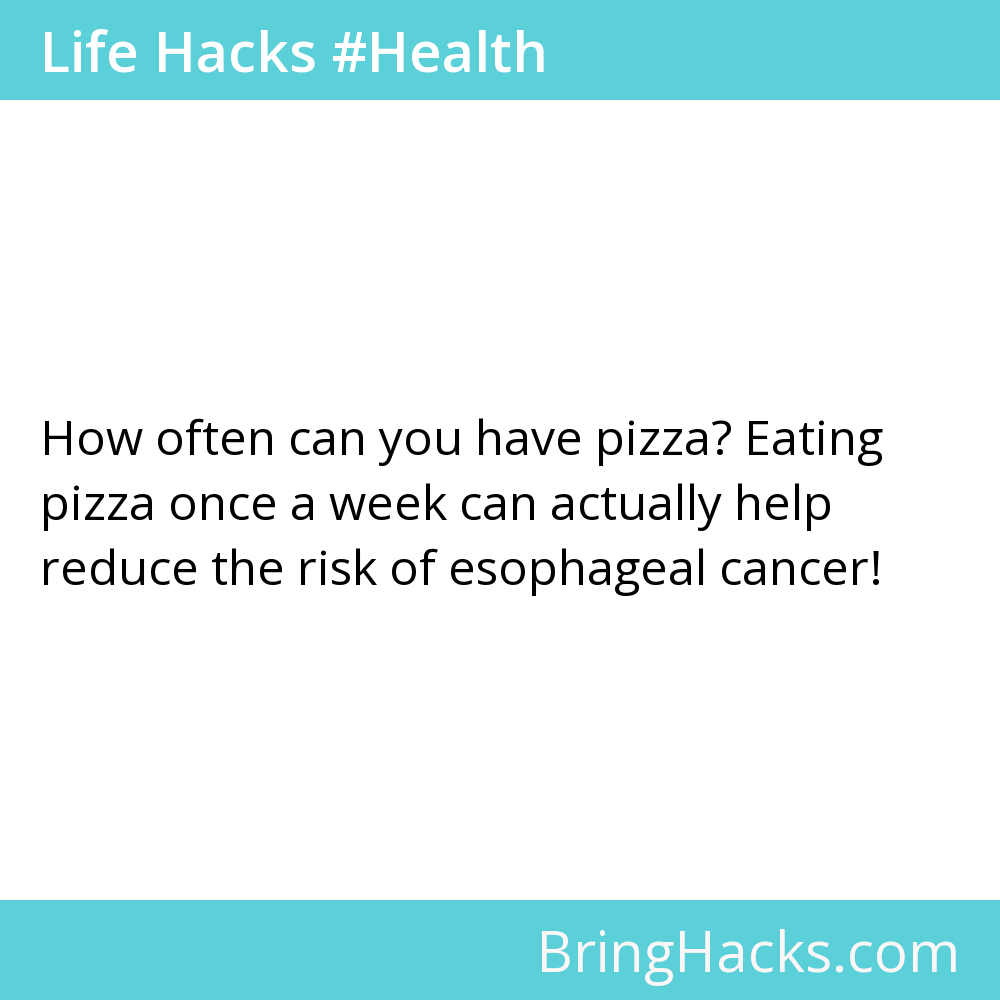 Life Hacks #Health
How often can you have pizza? Eating
pizza once a week can actually help
reduce the risk of esophageal cancer!
BringHacks.com